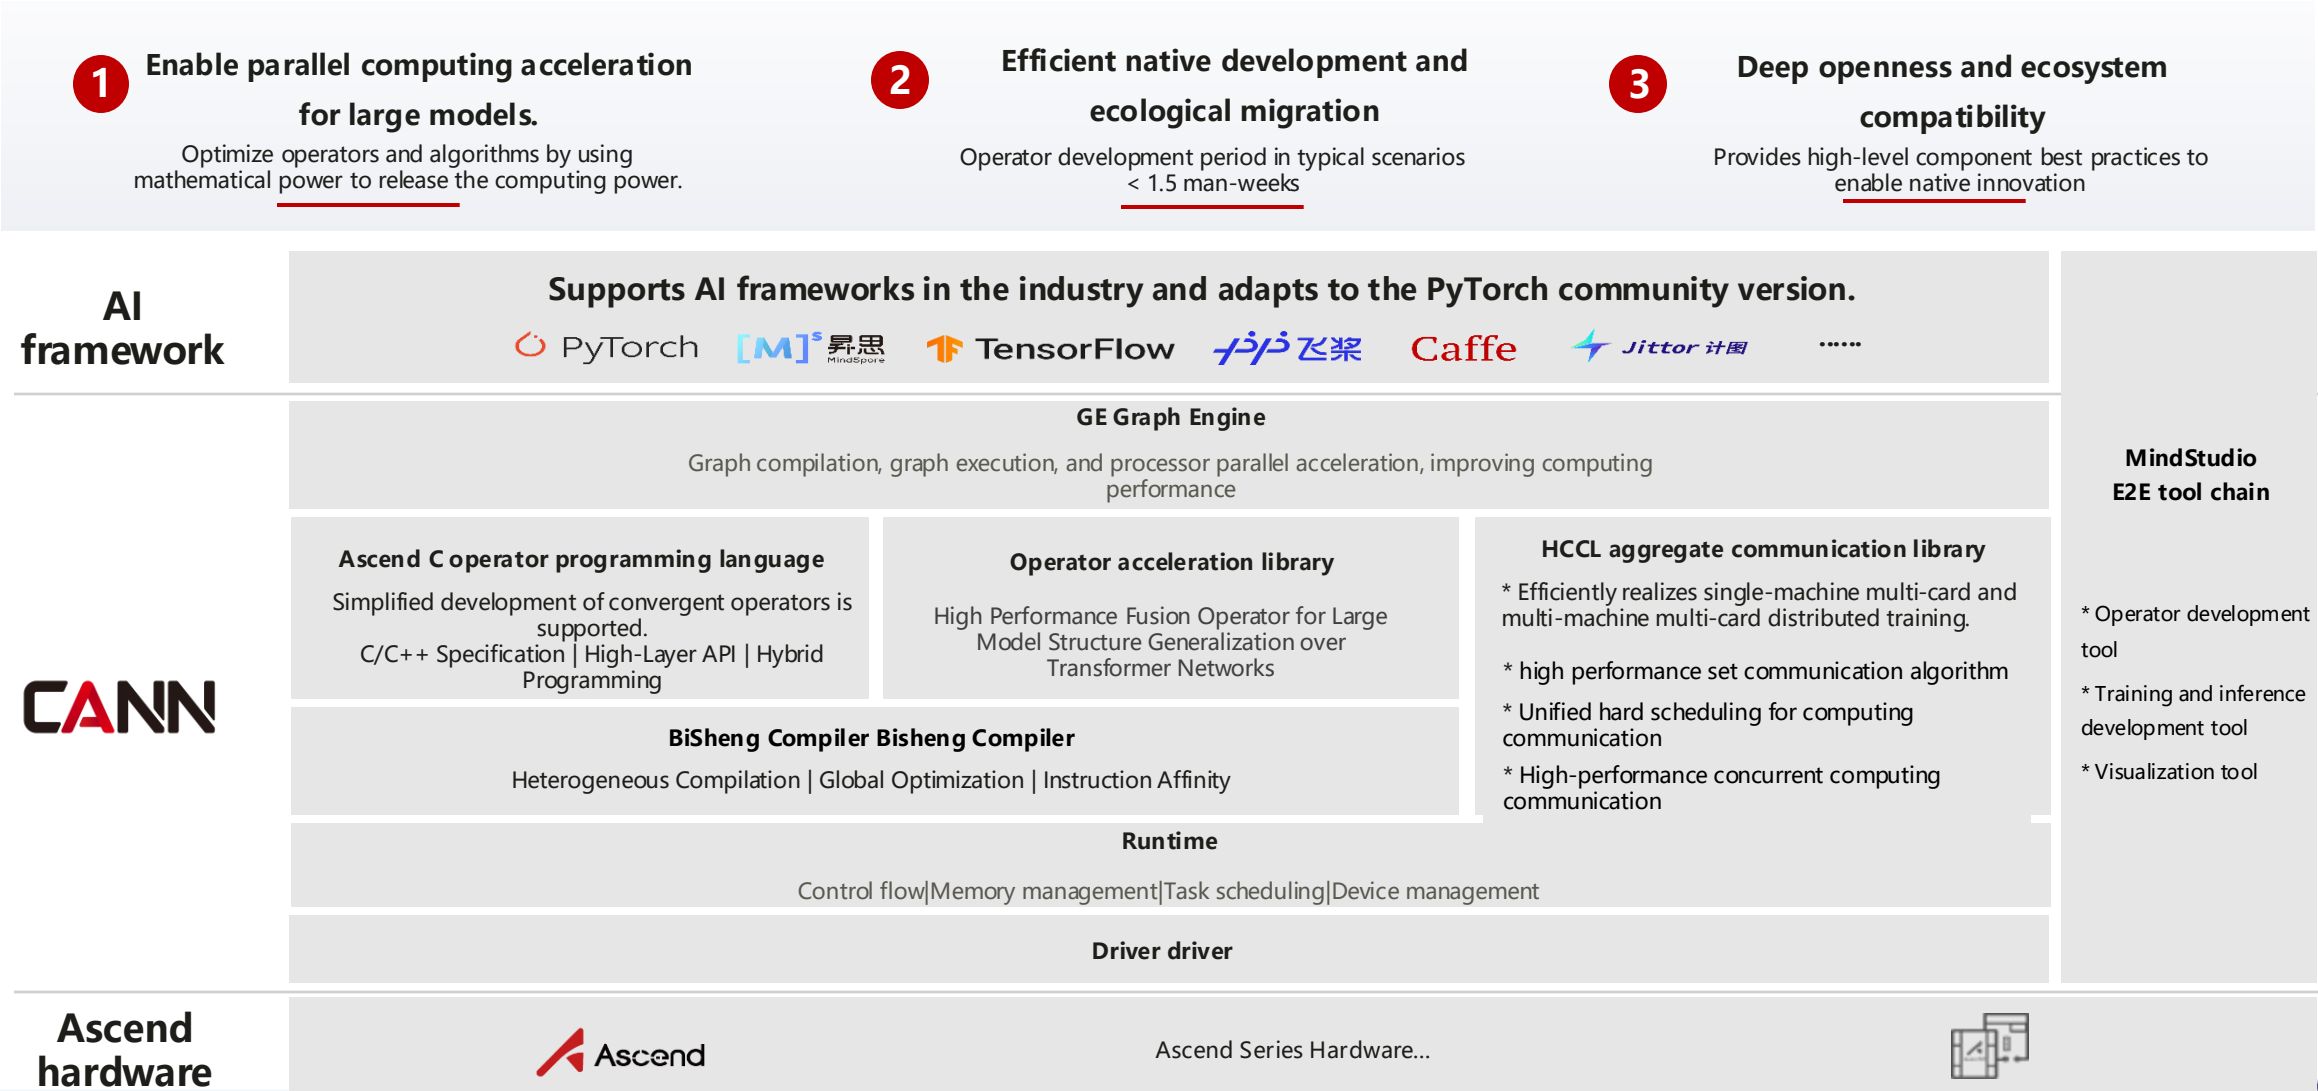 1
Enable parallel computing acceleration
for large models.
Optimize operators and algorithms by using
mathematical power to release the computing power.
2
Efficient native development and
ecological migration
Operator development period in typical scenarios
< 1.5 man-weeks
3
Deep openness and ecosystem
compatibility
Provides high-level component best practices to
enable native innovation
AI
framework
Supports AI frameworks in the industry and adapts to the PyTorch community version.
PyTorch
[M]s 昇思
MindSpore
TensorFlow
飞桨
Caffe
Jittor 计图
······
CANN
GE Graph Engine
Graph compilation, graph execution, and processor parallel acceleration, improving computing
performance
Ascend C operator programming language
Simplified development of convergent operators is
supported.
C/C++ Specification | High-Layer API | Hybrid
Programming
Operator acceleration library
High Performance Fusion Operator for Large
Model Structure Generalization over
Transformer Networks
HCCL aggregate communication library
* Efficiently realizes single-machine multi-card and
multi-machine multi-card distributed training.
* high performance set communication algorithm
* Unified hard scheduling for computing
communication
* High-performance concurrent computing
communication
BiSheng Compiler Bisheng Compiler
Heterogeneous Compilation | Global Optimization | Instruction Affinity
Runtime
Control flow|Memory management|Task scheduling|Device management
Driver driver
MindStudio
E2E tool chain
* Operator development
tool
* Training and inference
development tool
* Visualization tool
Ascend
hardware
Ascend
Ascend Series Hardware...